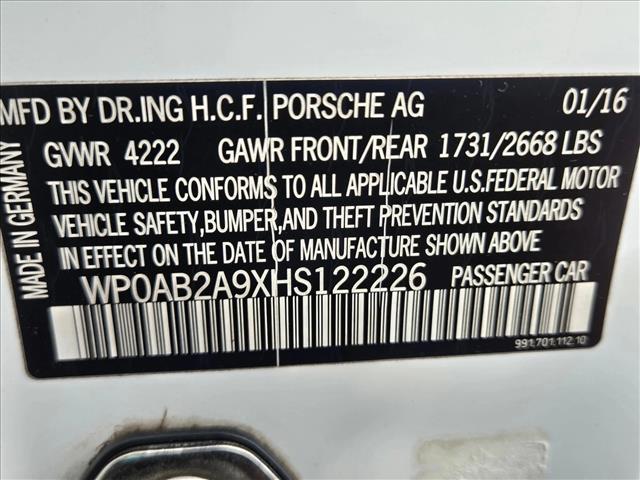 MFD BY DR.ING H.C.F. PORSCHE AG 01/16
GVWR 4222 GAWR FRONT/REAR 1731/2668 LBS
THIS VEHICLE CONFORMS TO ALL APPLICABLE U.S.FEDERAL MOTOR
VEHICLE SAFETY,BUMPER,AND THEFT PREVENTION STANDARDS
IN EFFECT ON THE DATE OF MANUFACTURE SHOWN ABOVE
WP0AB2A9XHS122226 PASSENGER CAR
991.701.112.10
MADE IN GERMANY